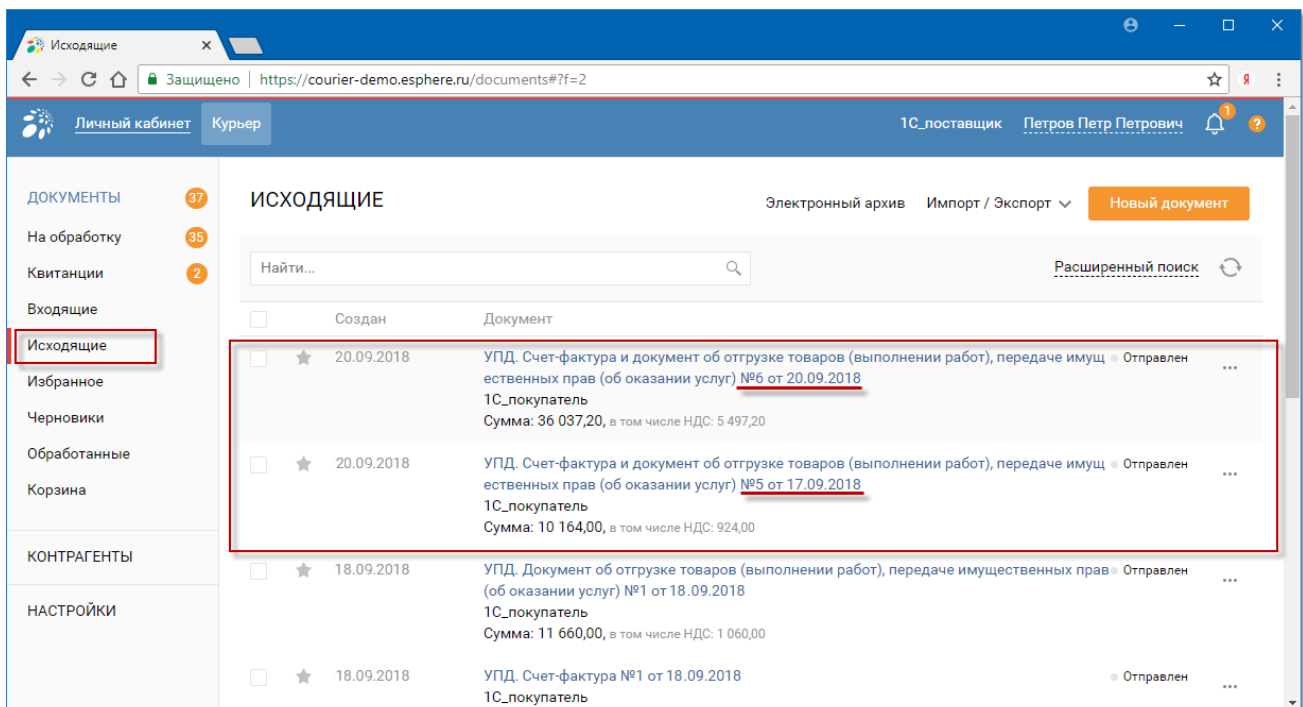 Исходящие
Защищено https://courier-demo.esphere.ru/documents#?f=2
Я
Личный кабинет Курьер 1С_поставщик Петров Петр Петрович 1 ?
ДОКУМЕНТЫ 37
На обработку 35
Квитанции 2
Входящие
Исходящие
Избранное
Черновики
Обработанные
Корзина
КОНТРАГЕНТЫ
НАСТРОЙКИ
ИСХОДЯЩИЕ Электронный архив Импорт / Экспорт Новый документ
Найти... Расширенный поиск
Создан Документ
20.09.2018 УПД. Счет-фактура и документ об отгрузке товаров (выполнении работ), передаче имущ Отправлен
ественных прав (об оказании услуг) №6 от 20.09.2018
1С_покупатель
Сумма: 36 037,20, в том числе НДС: 5 497,20
20.09.2018 УПД. Счет-фактура и документ об отгрузке товаров (выполнении работ), передаче имущ Отправлен
ественных прав (об оказании услуг) №5 от 17.09.2018
1С_покупатель
Сумма: 10 164,00, в том числе НДС: 924,00
18.09.2018 УПД. Документ об отгрузке товаров (выполнении работ), передаче имущественных прав Отправлен
(об оказании услуг) №1 от 18.09.2018
1С_покупатель
Сумма: 11 660,00, в том числе НДС: 1 060,00
18.09.2018 УПД. Счет-фактура №1 от 18.09.2018 Отправлен
1С_покупатель